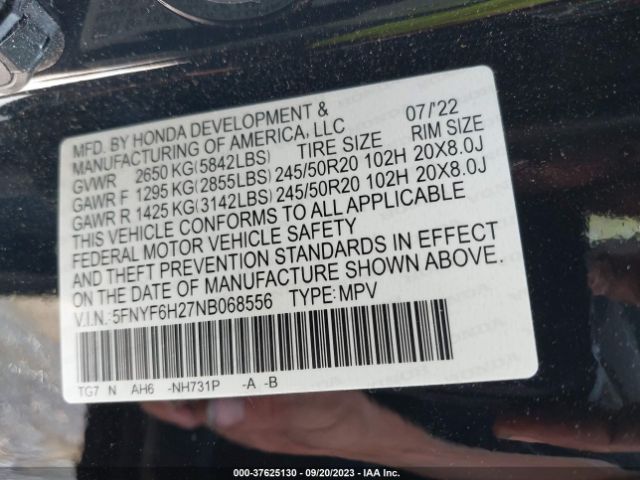 MFD. BY HONDA DEVELOPMENT & 07/'22
MANUFACTURING OF AMERICA, LLC
GVWR 2650 KG(5842LBS) TIRE SIZE RIM SIZE
GAWR F 1295 KG(2855LBS) 245/50R20 102H 20X8.0J
GAWR R 1425 KG(3142LBS) 245/50R20 102H 20X8.0J
THIS VEHICLE CONFORMS TO ALL APPLICABLE
FEDERAL MOTOR VEHICLE SAFETY
AND THEFT PREVENTION STANDARDS IN EFFECT
ON THE DATE OF MANUFACTURE SHOWN ABOVE.
V.I.N.: 5FNYF6H27NB068556 TYPE: MPV
TG7 N AH6 -NH731P -A -B
000-37625130 - 09/20/2023 - IAA Inc.